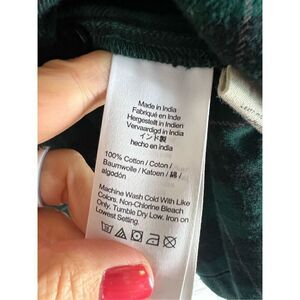 Made in India
Fabriqué en Inde
Hergestellt in Indien
Vervaardigd in India
インド製
hecho en india
100% Cotton / Coton /
Baumwolle / Katoen / 綿 /
algodón
Machine Wash Cold With Like
Colors, Non-Chlorine Bleach
Only, Tumble Dry Low, Iron on
Lowest Setting.